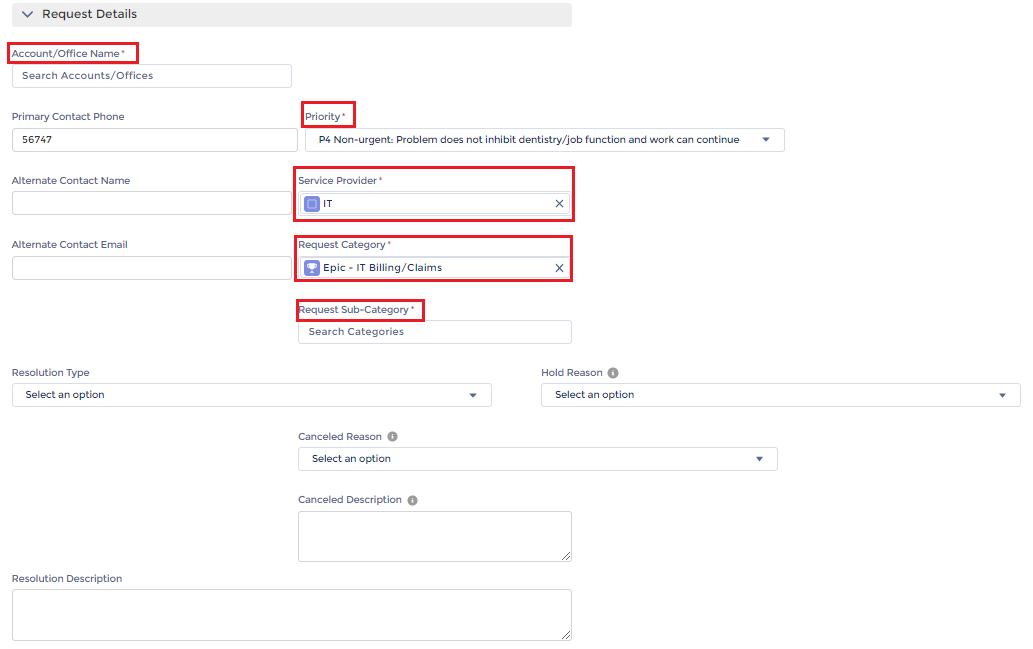 Request Details
Account/Office Name*
Search Accounts/Offices
Primary Contact Phone
56747
Priority*
P4 Non-urgent: Problem does not inhibit dentistry/job function and work can continue
Alternate Contact Name
Service Provider*
IT
Alternate Contact Email
Request Category*
Epic - IT Billing/Claims
Request Sub-Category*
Search Categories
Resolution Type
Select an option
Hold Reason
Select an option
Canceled Reason
Select an option
Canceled Description
Resolution Description